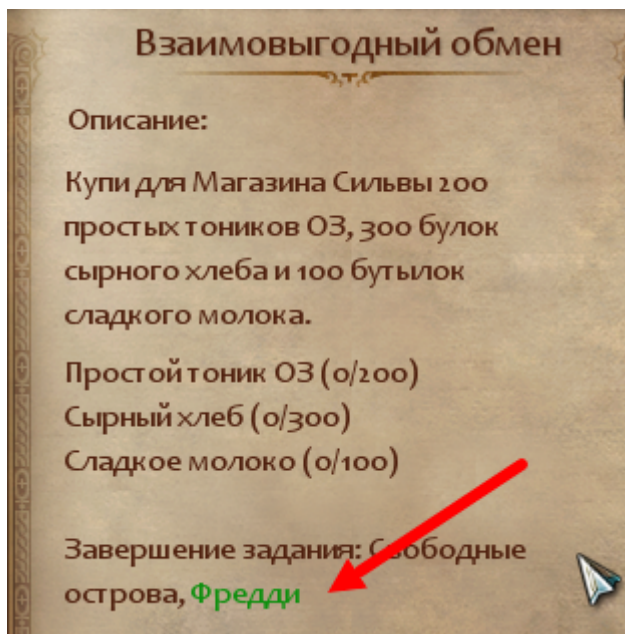 Взаимовыгодный обмен
Описание:
Купи для Магазина Сильвы 200
простых тоников ОЗ, 300 булок
сырного хлеба и 100 бутылок
сладкого молока.
Простой тоник ОЗ (0/200)
Сырный хлеб (0/300)
Сладкое молоко (0/100)
Завершение задания: Свободные
острова, Фредди